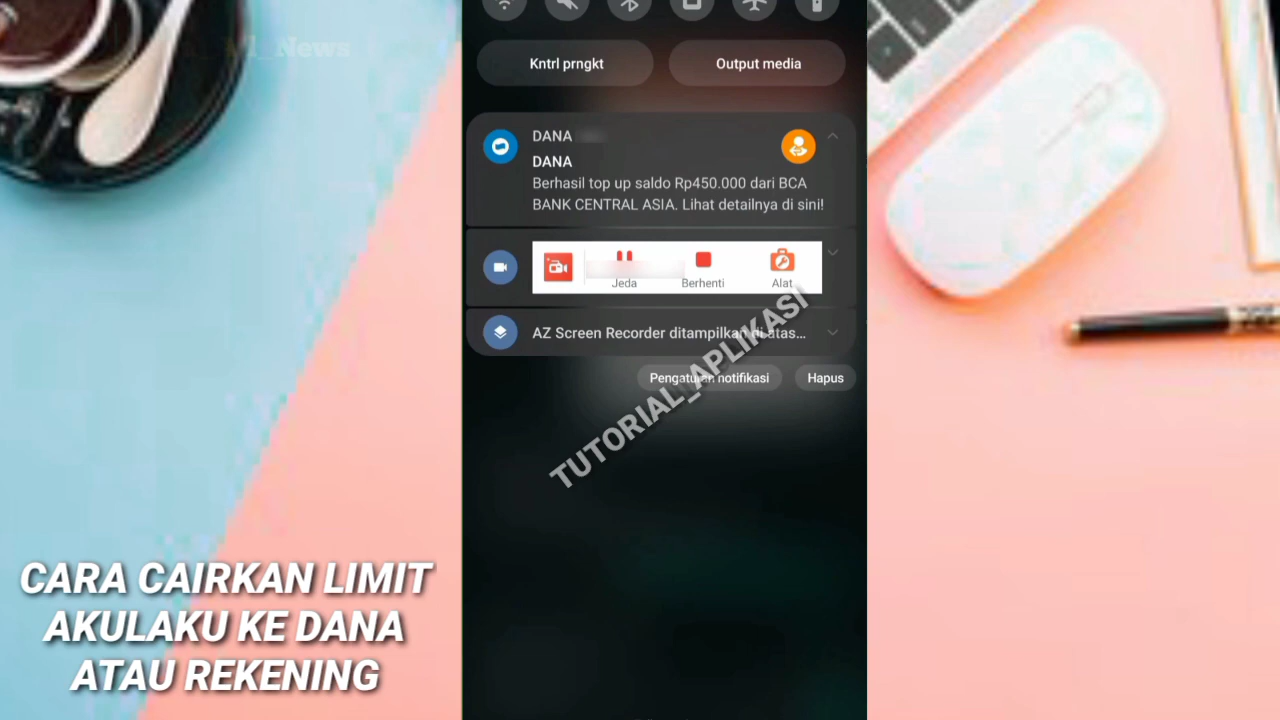 _News
Kntrl prngkt
Output media
DANA
DANA
Berhasil top up saldo Rp450.000 dari BCA
BANK CENTRAL ASIA. Lihat detailnya di sini!
Jeda
Berhenti
Alat
AZ Screen Recorder ditampilkan di atas...
Pengaturan notifikasi
Hapus
TUTORIAL_APLIKASI
CARA CAIRKAN LIMIT
AKULAKU KE DANA
ATAU REKENING